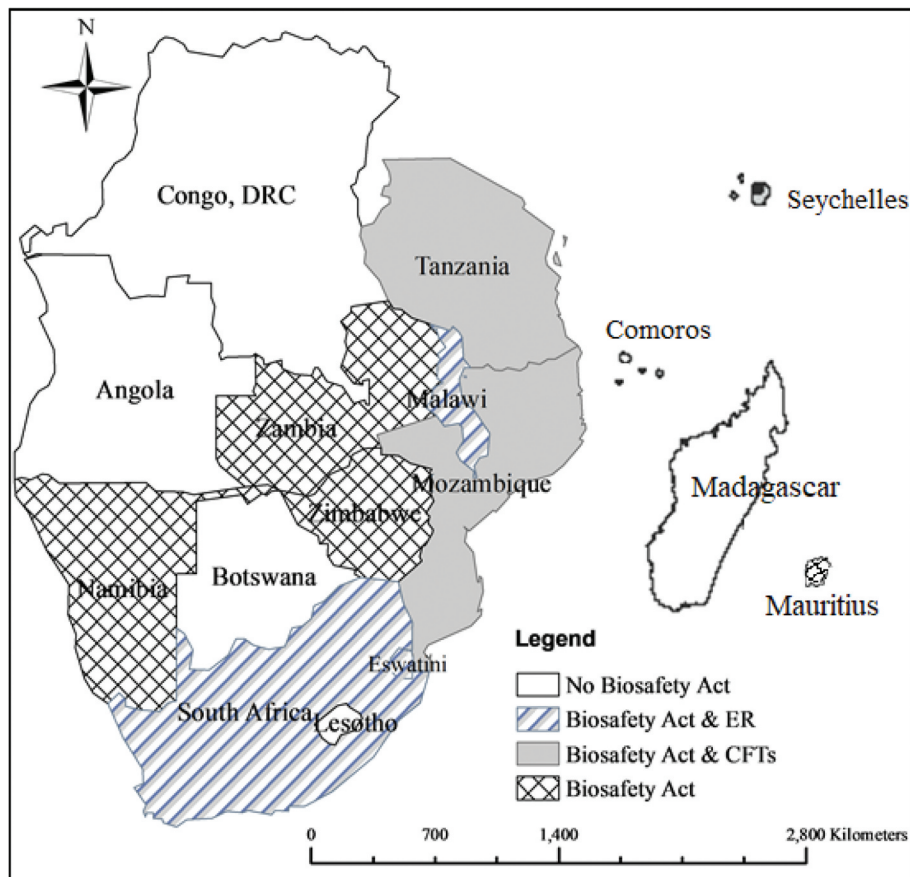 N
Congo, DRC
Seychelles
Tanzania
Comoros
Angola
Malawi
Zambia
Mozambique
Madagascar
Zimbabwe
Botswana
Namibia
Mauritius
Legend
Eswatini
No Biosafety Act
South Africa
Lesotho
Biosafety Act & ER
Biosafety Act & CFTs
Biosafety Act
0 700 1,400 2,800 Kilometers